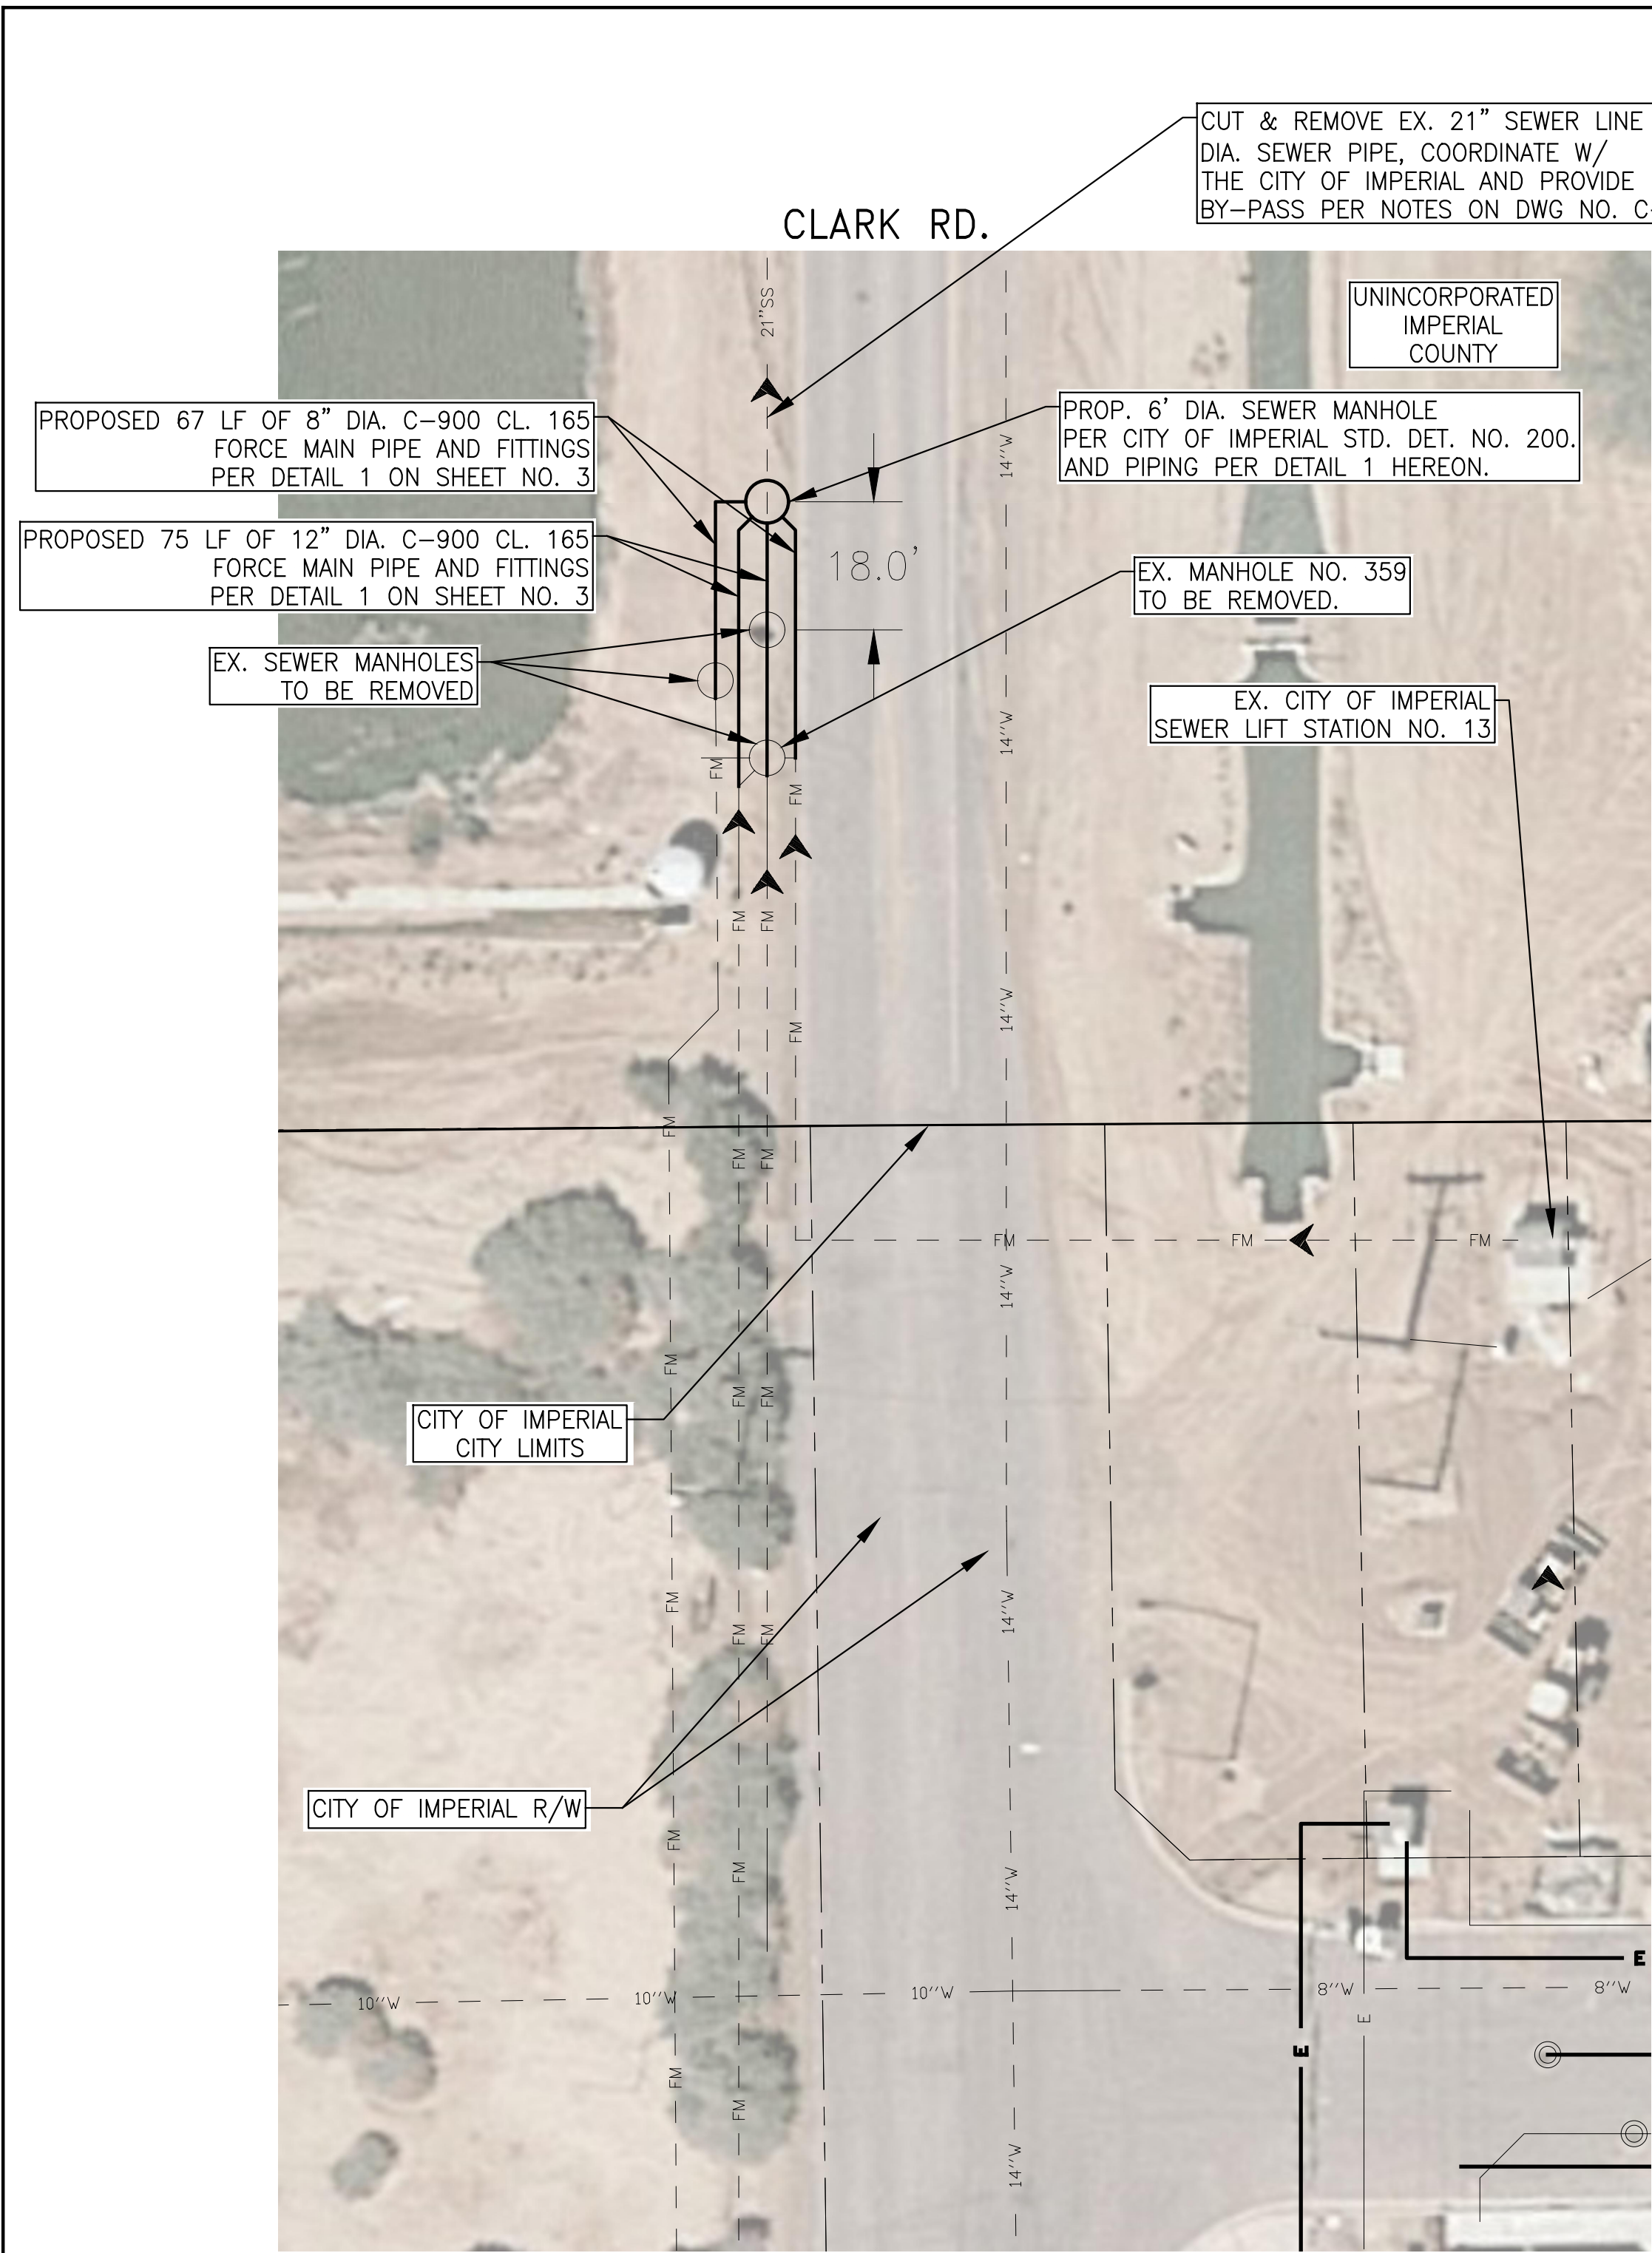 CUT & REMOVE EX. 21" SEWER LINE
DIA. SEWER PIPE, COORDINATE W/
THE CITY OF IMPERIAL AND PROVIDE
BY-PASS PER NOTES ON DWG NO.
CLARK RD.
21"SS
UNINCORPORATED
IMPERIAL
COUNTY
PROPOSED 67 LF OF 8" DIA. C-900 CL. 165
FORCE MAIN PIPE AND FITTINGS
PER DETAIL 1 ON SHEET NO. 3
PROP. 6' DIA. SEWER MANHOLE
PER CITY OF IMPERIAL STD. DET. NO. 200.
AND PIPING PER DETAIL 1 HEREON.
14"W
PROPOSED 75 LF OF 12" DIA. C-900 CL. 165
FORCE MAIN PIPE AND FITTINGS
PER DETAIL 1 ON SHEET NO. 3
18.0'
EX. MANHOLE NO. 359
TO BE REMOVED.
EX. SEWER MANHOLES
TO BE REMOVED
EX. CITY OF IMPERIAL
SEWER LIFT STATION NO. 13
14"W
FM
FM
FM
FM
14"W
FM
FM
FM
FM
FM
FM
FM
14"W
FM
FM
FM
CITY OF IMPERIAL
CITY LIMITS
FM
FM
FM
14"W
CITY OF IMPERIAL R/W
FM
FM
14"W
E
10"W
10"W
10"W
8"W
8"W
E
E
FM
FM
14"W